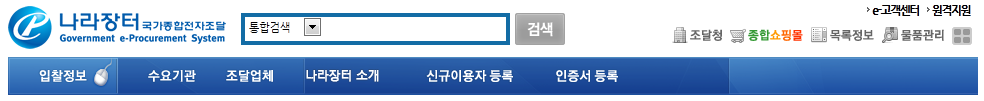 e-고객센터 원격지원
나라장터 국가종합전자조달
Government e-Procurement System
통합검색 검색
조달청 종합쇼핑몰 목록정보 물품관리
입찰정보 수요기관 조달업체 나라장터 소개 신규이용자 등록 인증서 등록